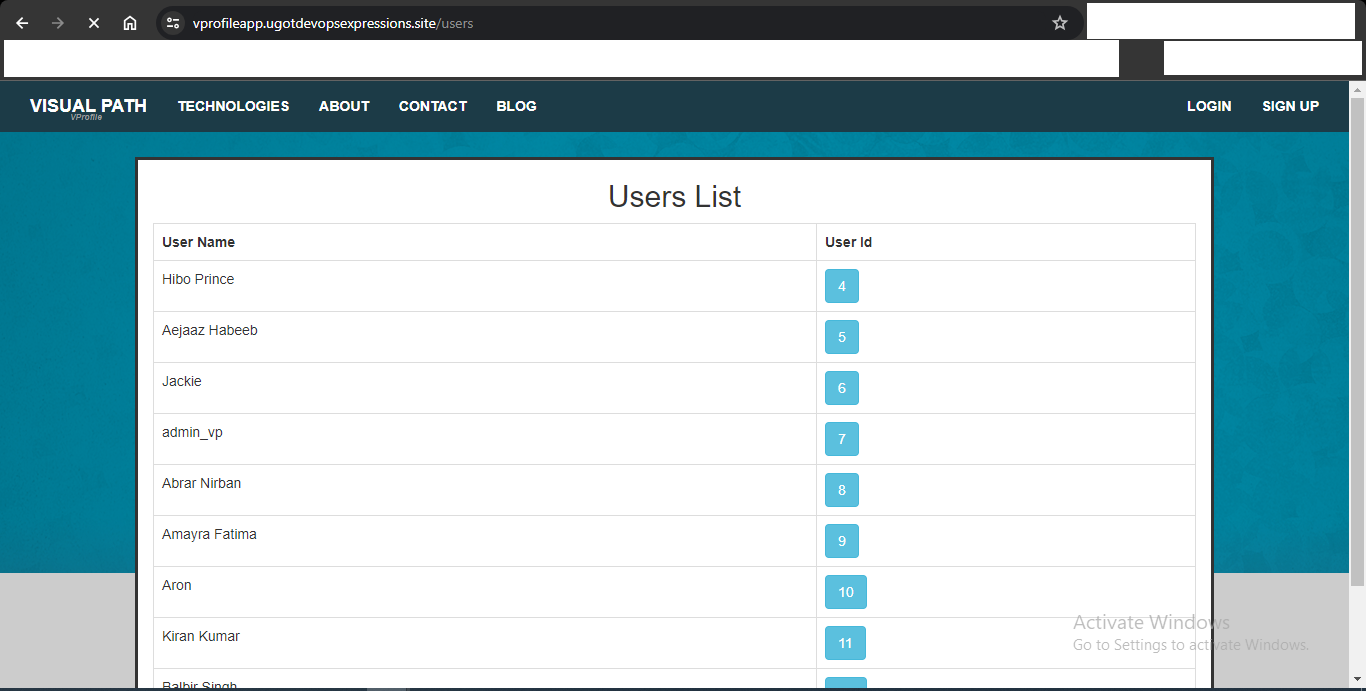 vprofileapp.ugotdevopsexpressions.site/users
VISUAL PATH TECHNOLOGIES ABOUT CONTACT BLOG LOGIN SIGN UP
VProfile
Users List
User Name User Id
Hibo Prince 4
Aejaaz Habeeb 5
Jackie 6
admin_vp 7
Abrar Nirban 8
Amayra Fatima 9
Aron 10
Kiran Kumar 11
Balbir Singh
Activate Windows
Go to Settings to activate Windows.